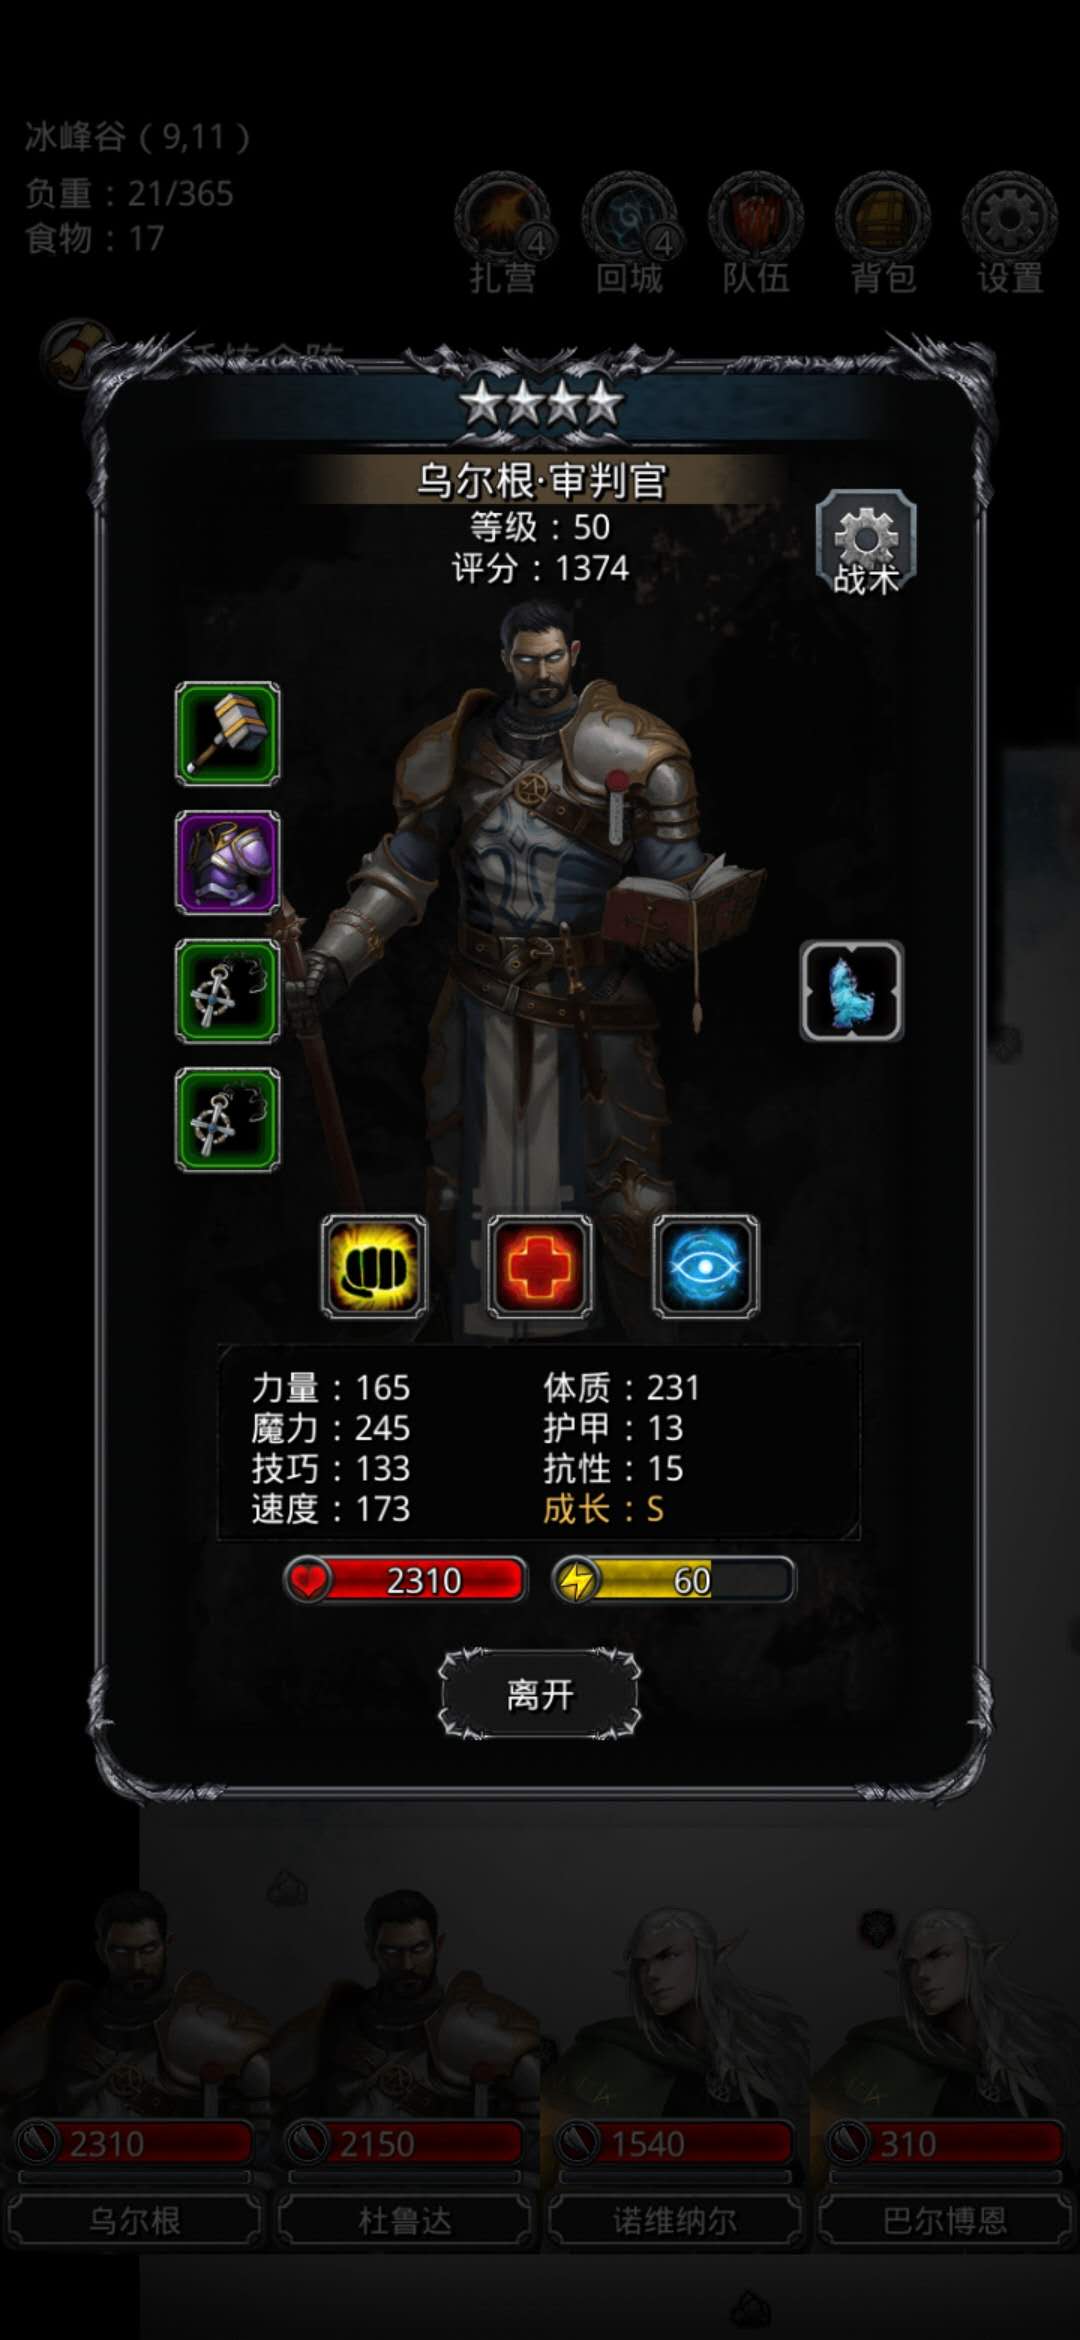 冰峰谷（9,11）
负重：21/365
食物：17
4
4
扎营
回城
队伍
背包
设置
乌尔根·审判官
等级：50
评分：1374
战术
力量：165
体质：231
魔力：245
护甲：13
技巧：133
抗性：15
速度：173
成长：S
2310
60
离开
2310
2150
1540
310
乌尔根
杜鲁达
诺维纳尔
巴尔博恩